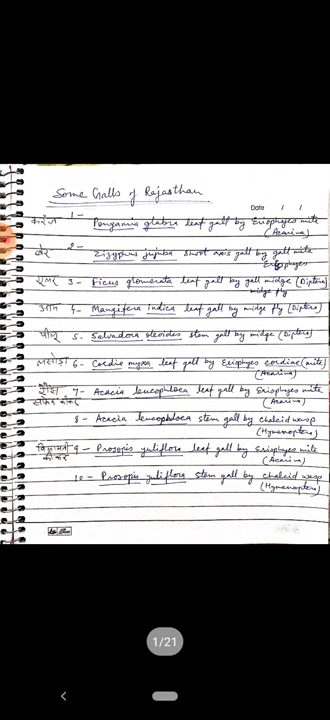 Some Galls of Rajasthan
Date / /
करंज 1 - Pongamia glabra leaf gall by Eriophyes mite
(Acarina)
बेर 2 - Zizyphus jujuba shoot axis gall by gall mite
Eriophyes
गूलर 3 - Ficus glomerata leaf gall by gall midge (Diptera)
midge fly
आम 4 - Mangifera indica leaf gall by midge fly (Diptera)
पीलू 5. Salvadora oleoides stem gall by midge (Diptera)
लसोडा 6 - Cordia myxa leaf gall by Eriophyes cordiae (mite)
(Acarina)
7 - Acacia leucophloea leaf gall by Eriophyes mite
(Acarina)
8 - Acacia leucophloea stem gall by chalcid wasp
(Hymenoptera)
विलायती कीकर 9 - Prosopis juliflora leaf gall by Eriophyes mite
(Acarina)
10 - Prosopis juliflora stem gall by chalcid wasp
(Hymenoptera)
1/21